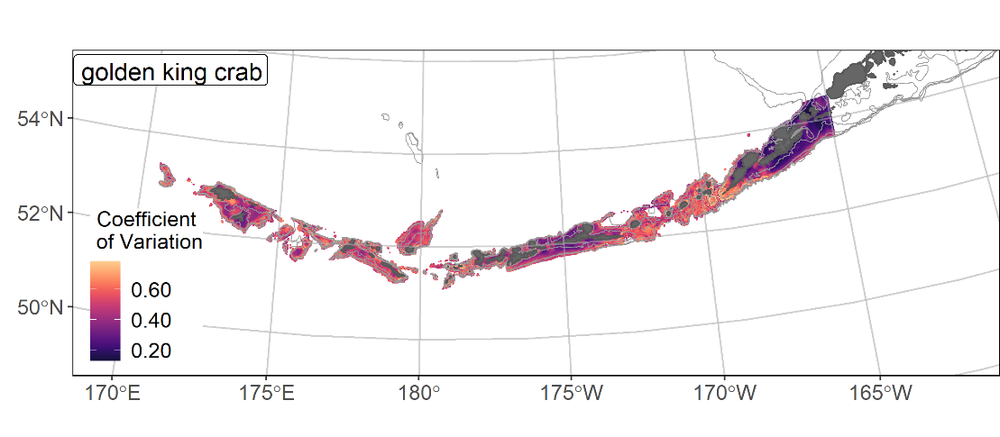 golden king crab
54°N
52°N
50°N
Coefficient
of Variation
0.60
0.40
0.20
170°E
175°E
180°
175°W
170°W
165°W